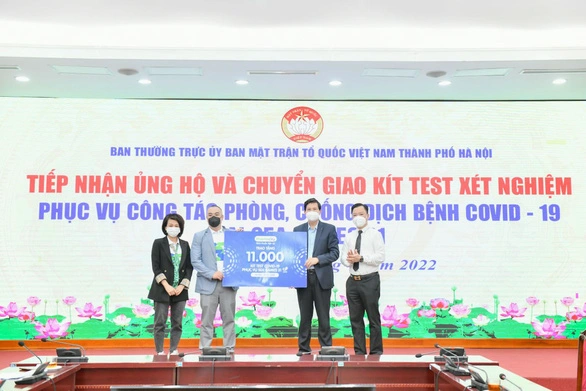 BAN THƯỜNG TRỰC ỦY BAN MẶT TRẬN TỔ QUỐC VIỆT NAM THÀNH PHỐ HÀ NỘI
TIẾP NHẬN ỦNG HỘ VÀ CHUYỂN GIAO KÍT TEST XÉT NGHIỆM
PHỤC VỤ CÔNG TÁC PHÒNG, CHỐNG DỊCH BỆNH COVID - 19
2022
TRAO TẶNG
11.000